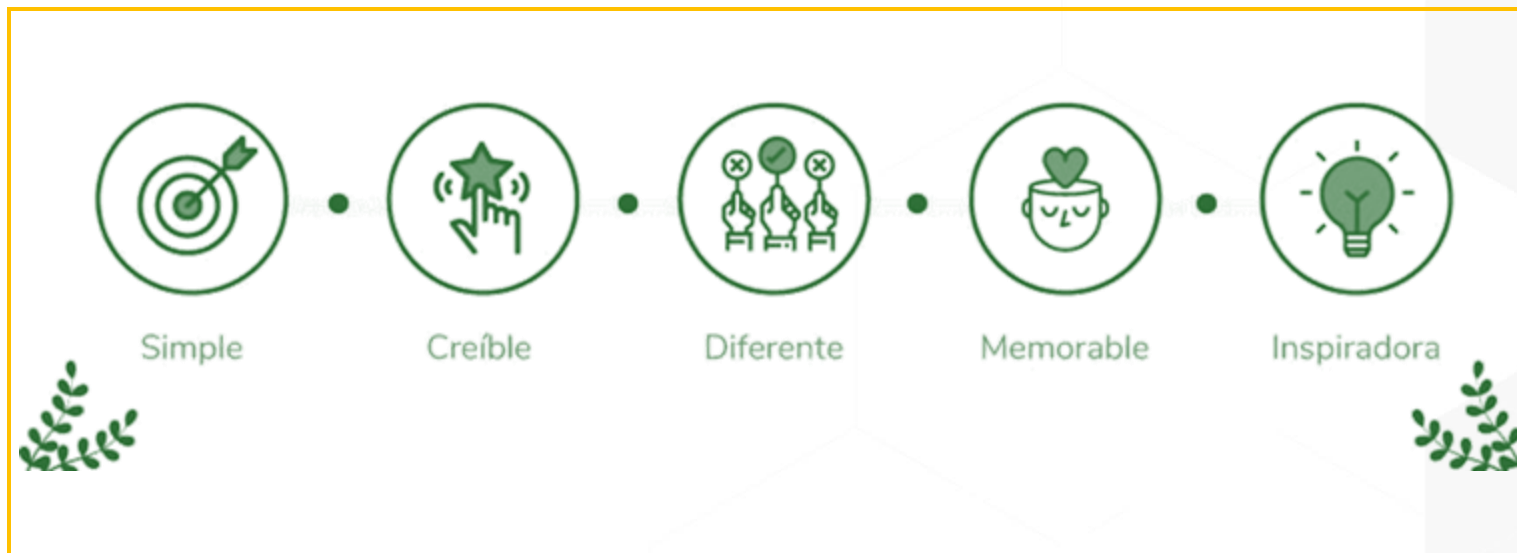 Simple
Creíble
Diferente
Memorable
Inspiradora